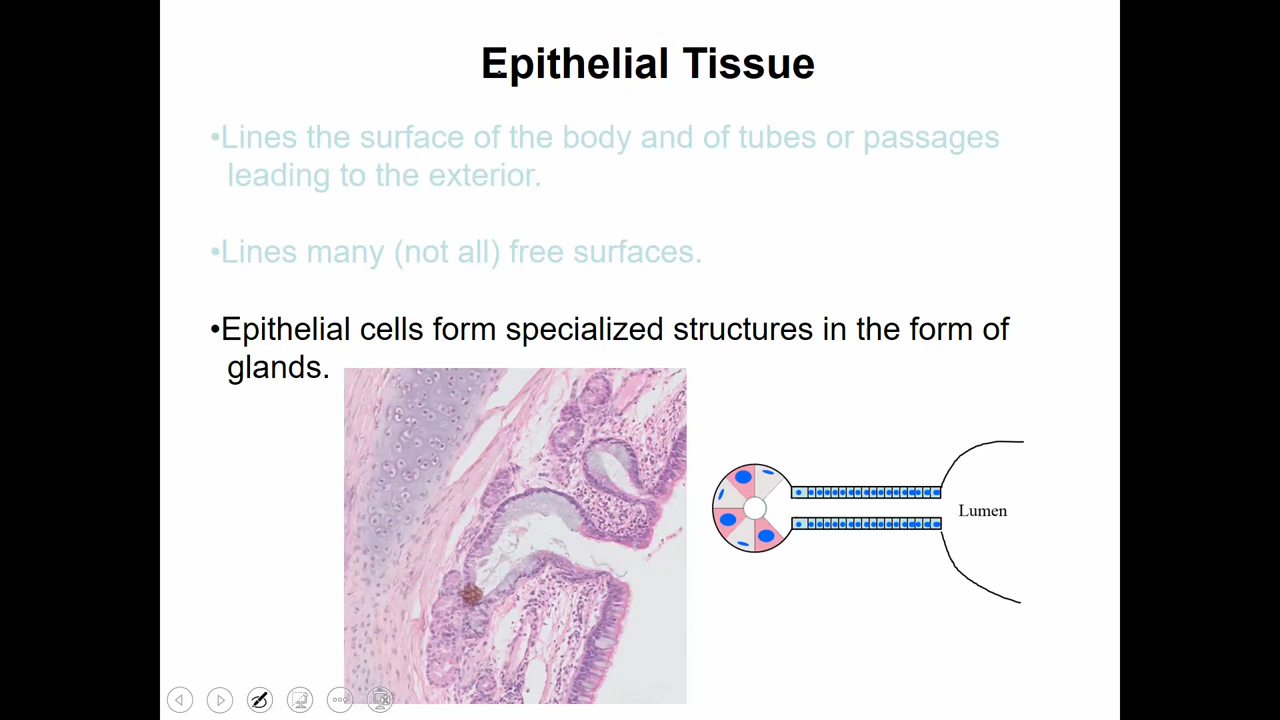 Epithelial Tissue
•Lines the surface of the body and of tubes or passages
leading to the exterior.
•Lines many (not all) free surfaces.
•Epithelial cells form specialized structures in the form of
glands.
Lumen